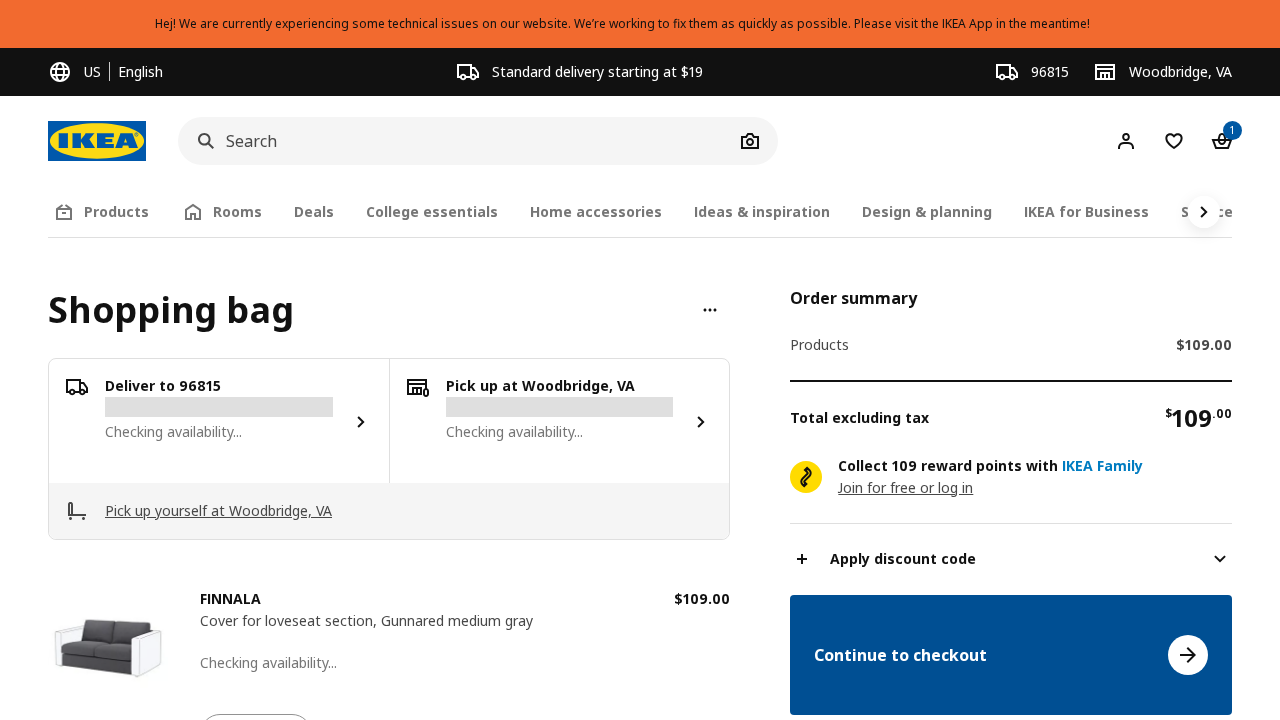 Hej! We are currently experiencing some technical issues on our website. We’re working to fix them as quickly as possible. Please visit the IKEA App in the meantime!
US English
Standard delivery starting at $19
96815
Woodbridge, VA
IKEA
Search
1
Products
Rooms
Deals
College essentials
Home accessories
Ideas & inspiration
Design & planning
IKEA for Business
Shopping bag
Deliver to 96815
Checking availability...
Pick up at Woodbridge, VA
Checking availability...
Pick up yourself at Woodbridge, VA
FINNALA
$109.00
Cover for loveseat section, Gunnared medium gray
Checking availability...
Order summary
Products
$109.00
Total excluding tax
$109.00
Collect 109 reward points with IKEA Family
Join for free or log in
Apply discount code
Continue to checkout